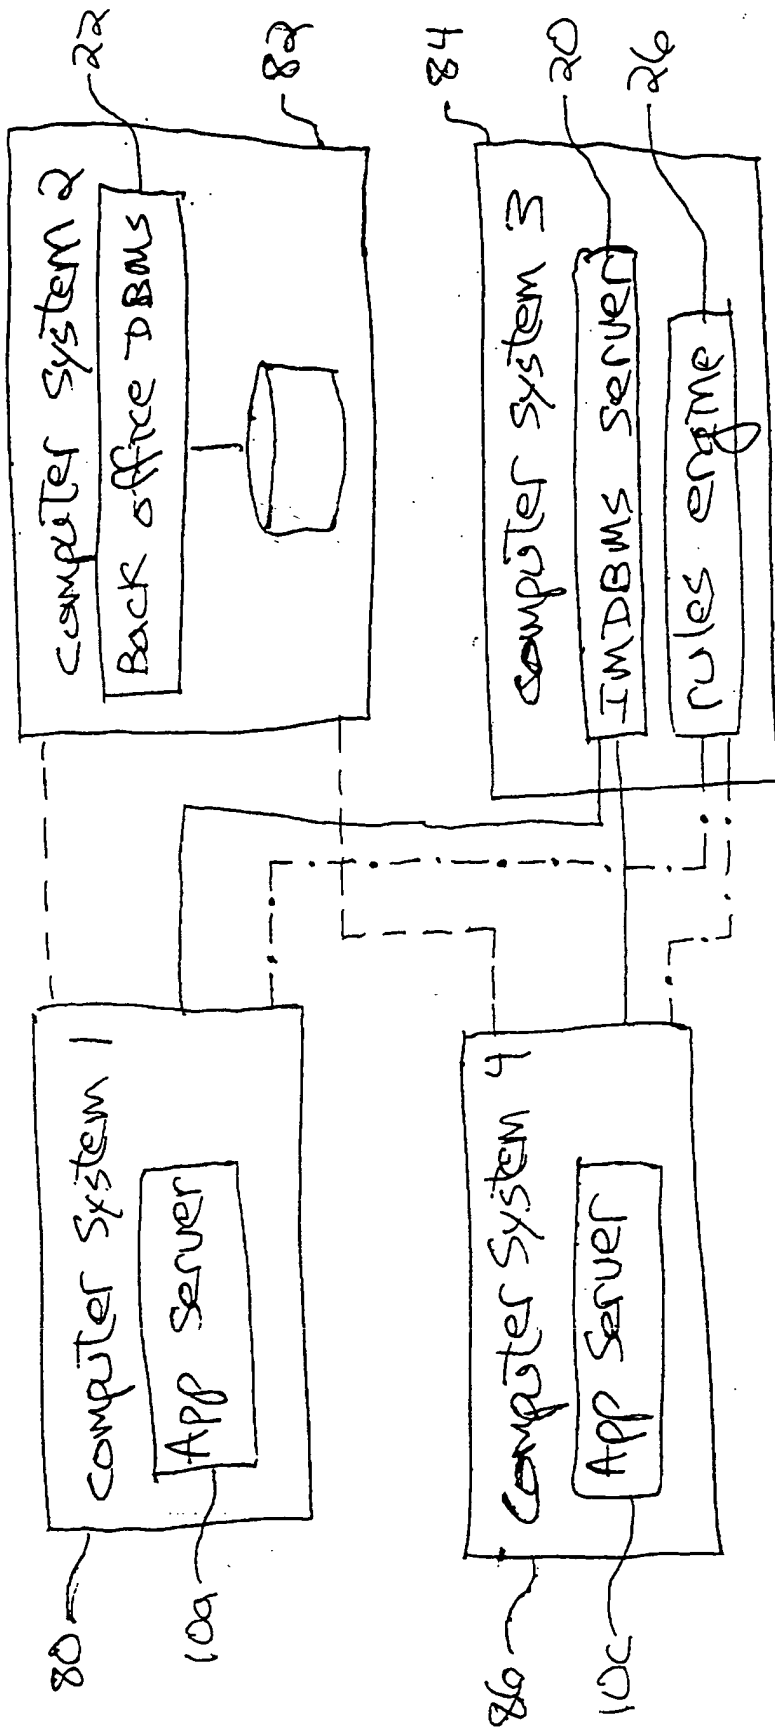 80
Computer System 1
App Server
10a
Computer System 2
Back office DBMS
22
82
86
Computer System 4
App Server
10c
Computer System 3
IMDBMS Server
rules engine
84
20
26